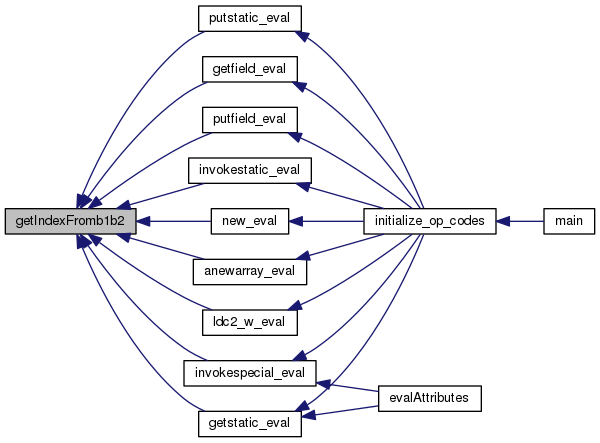 putstatic_eval
getfield_eval
putfield_eval
invokestatic_eval
getIndexFromb1b2
new_eval
initialize_op_codes
main
anewarray_eval
ldc2_w_eval
invokespecial_eval
evalAttributes
getstatic_eval